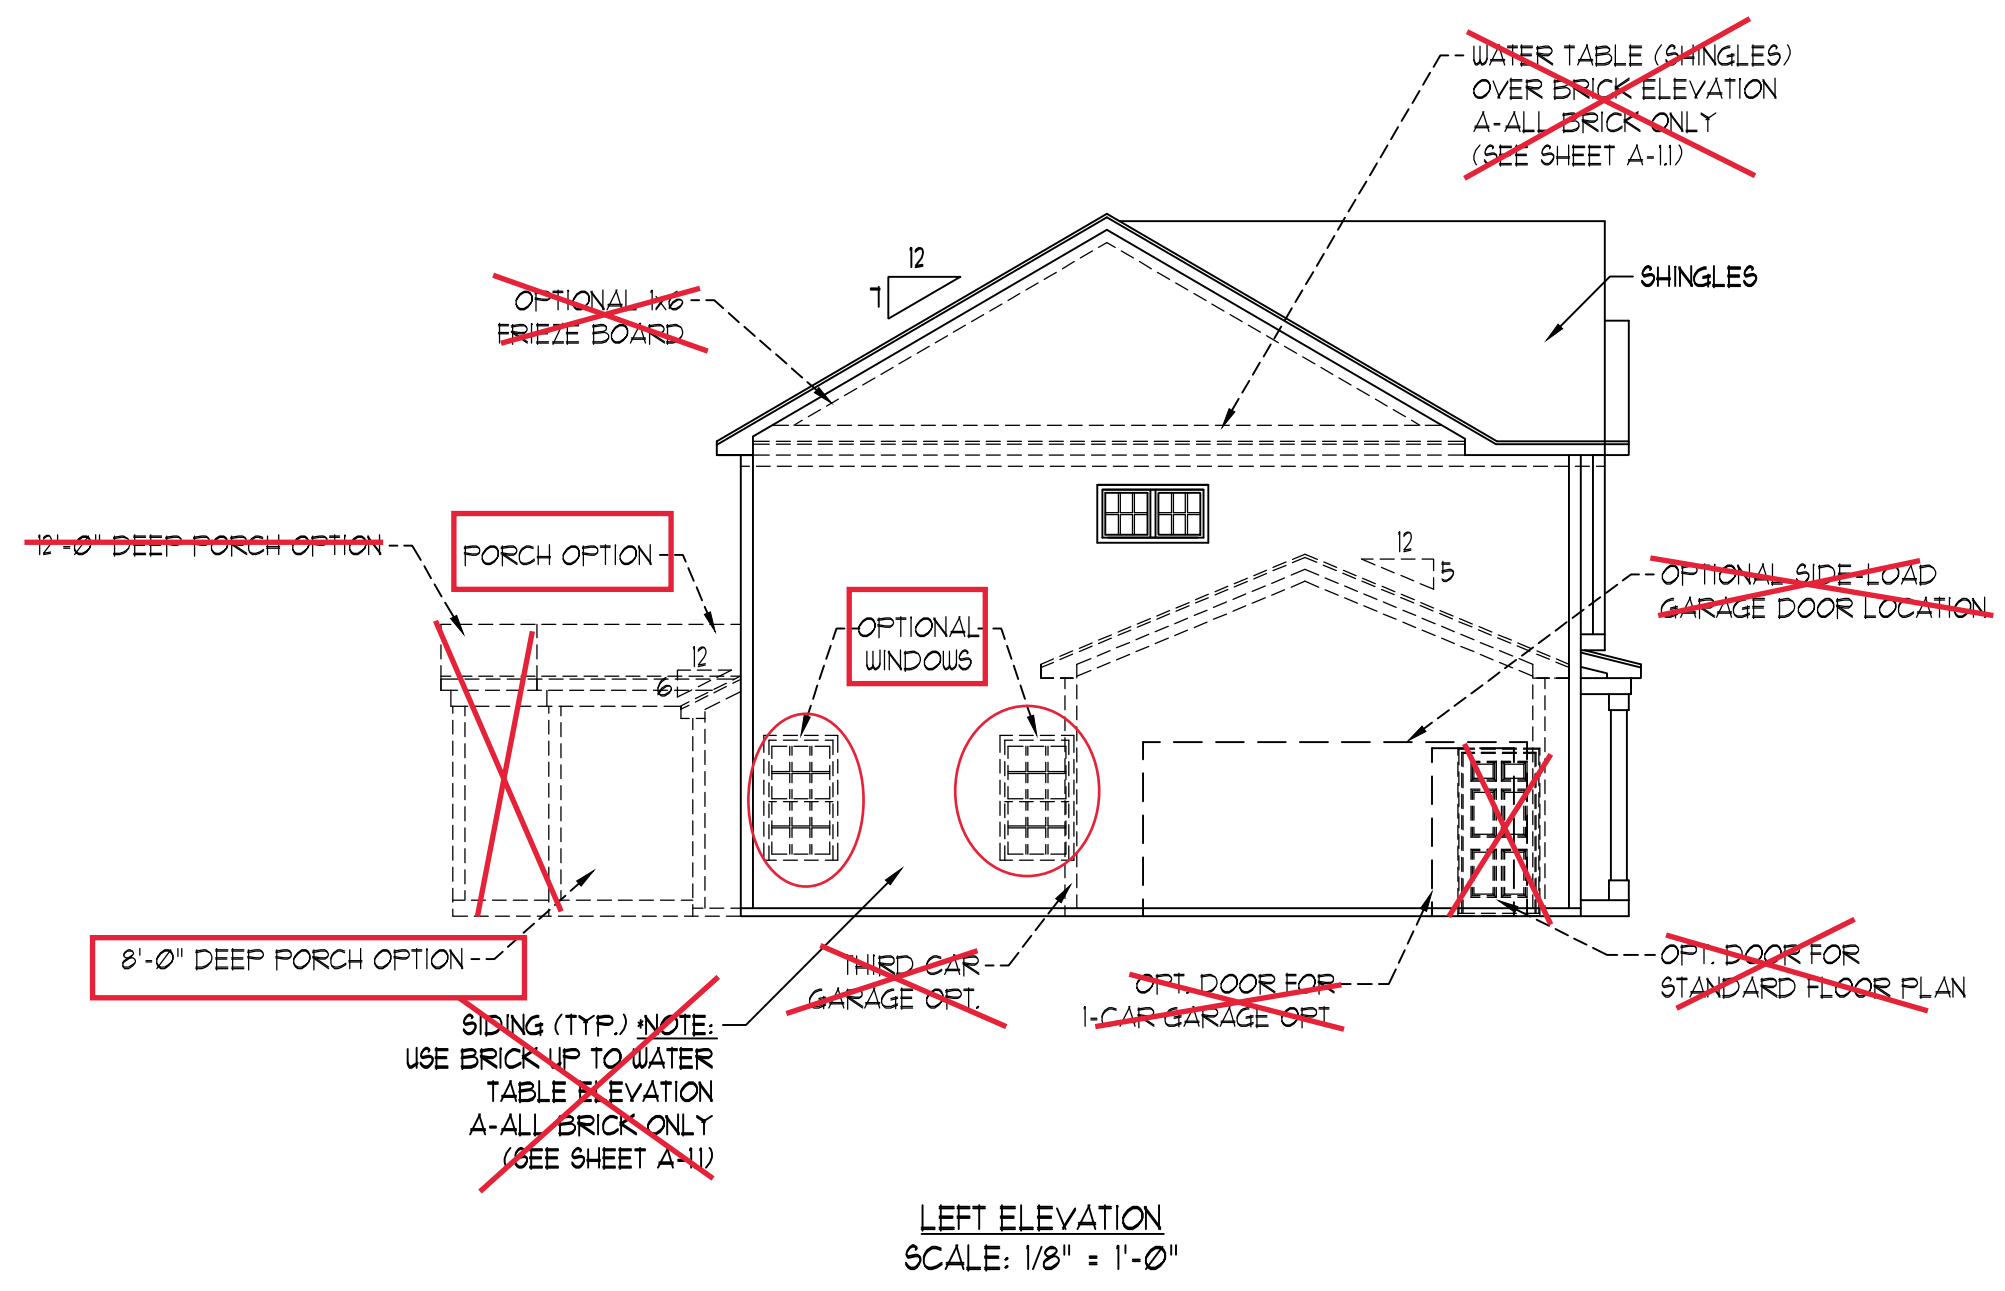 WATER TABLE (SHINGLES)
OVER BRICK ELEVATION
A-ALL BRICK ONLY
(SEE SHEET A-1.1)
12
7
SHINGLES
OPTIONAL 1x6
FRIEZE BOARD
12'-0" DEEP PORCH OPTION
PORCH OPTION
12
5
OPTIONAL SIDE-LOAD
GARAGE DOOR LOCATION
OPTIONAL
WINDOWS
12
6
8'-0" DEEP PORCH OPTION
THIRD CAR
GARAGE OPT.
OPT. DOOR FOR
1-CAR GARAGE OPT.
OPT. DOOR FOR
STANDARD FLOOR PLAN
SIDING (TYP.) *NOTE:
USE BRICK UP TO WATER
TABLE ELEVATION
A-ALL BRICK ONLY
(SEE SHEET A-1.1)
LEFT ELEVATION
SCALE: 1/8" = 1'-0"